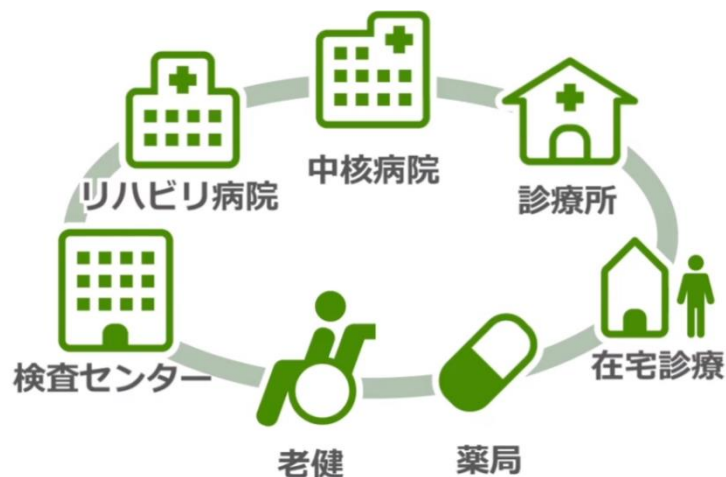 中核病院
リハビリ病院
診療所
検査センター
在宅診療
老健
薬局